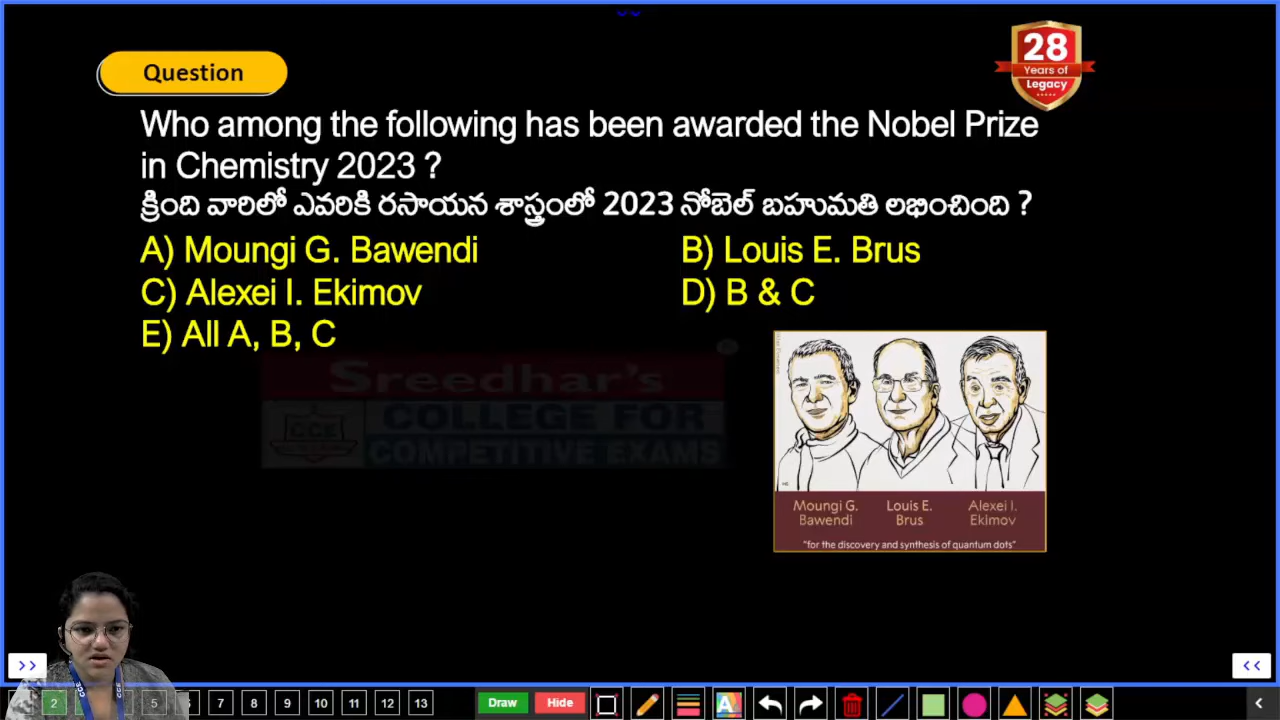 Question
28
Years of
Legacy
Who among the following has been awarded the Nobel Prize
in Chemistry 2023 ?
క్రింది వారిలో ఎవరికి రసాయన శాస్త్రంలో 2023 నోబెల్ బహుమతి లభించింది ?
A) Moungi G. Bawendi
B) Louis E. Brus
C) Alexei I. Ekimov
D) B & C
E) All A, B, C
Sreedhar's
CCE
COLLEGE FOR
COMPETITIVE EXAMS
Moungi G. Bawendi
Louis E. Brus
Alexei I. Ekimov
"for the discovery and synthesis of quantum dots"
>>
<<
2 5 7 8 9 10 11 12 13
Draw
Hide
A
<